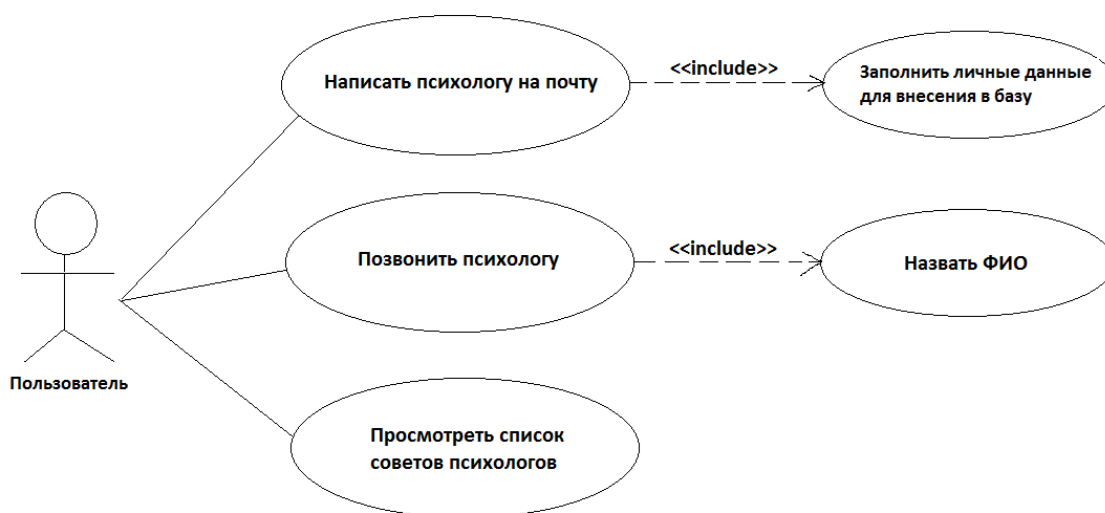 Написать психологу на почту
<<include>>
Заполнить личные данные
для внесения в базу
Позвонить психологу
<<include>>
Назвать ФИО
Пользователь
Просмотреть список
советов психологов